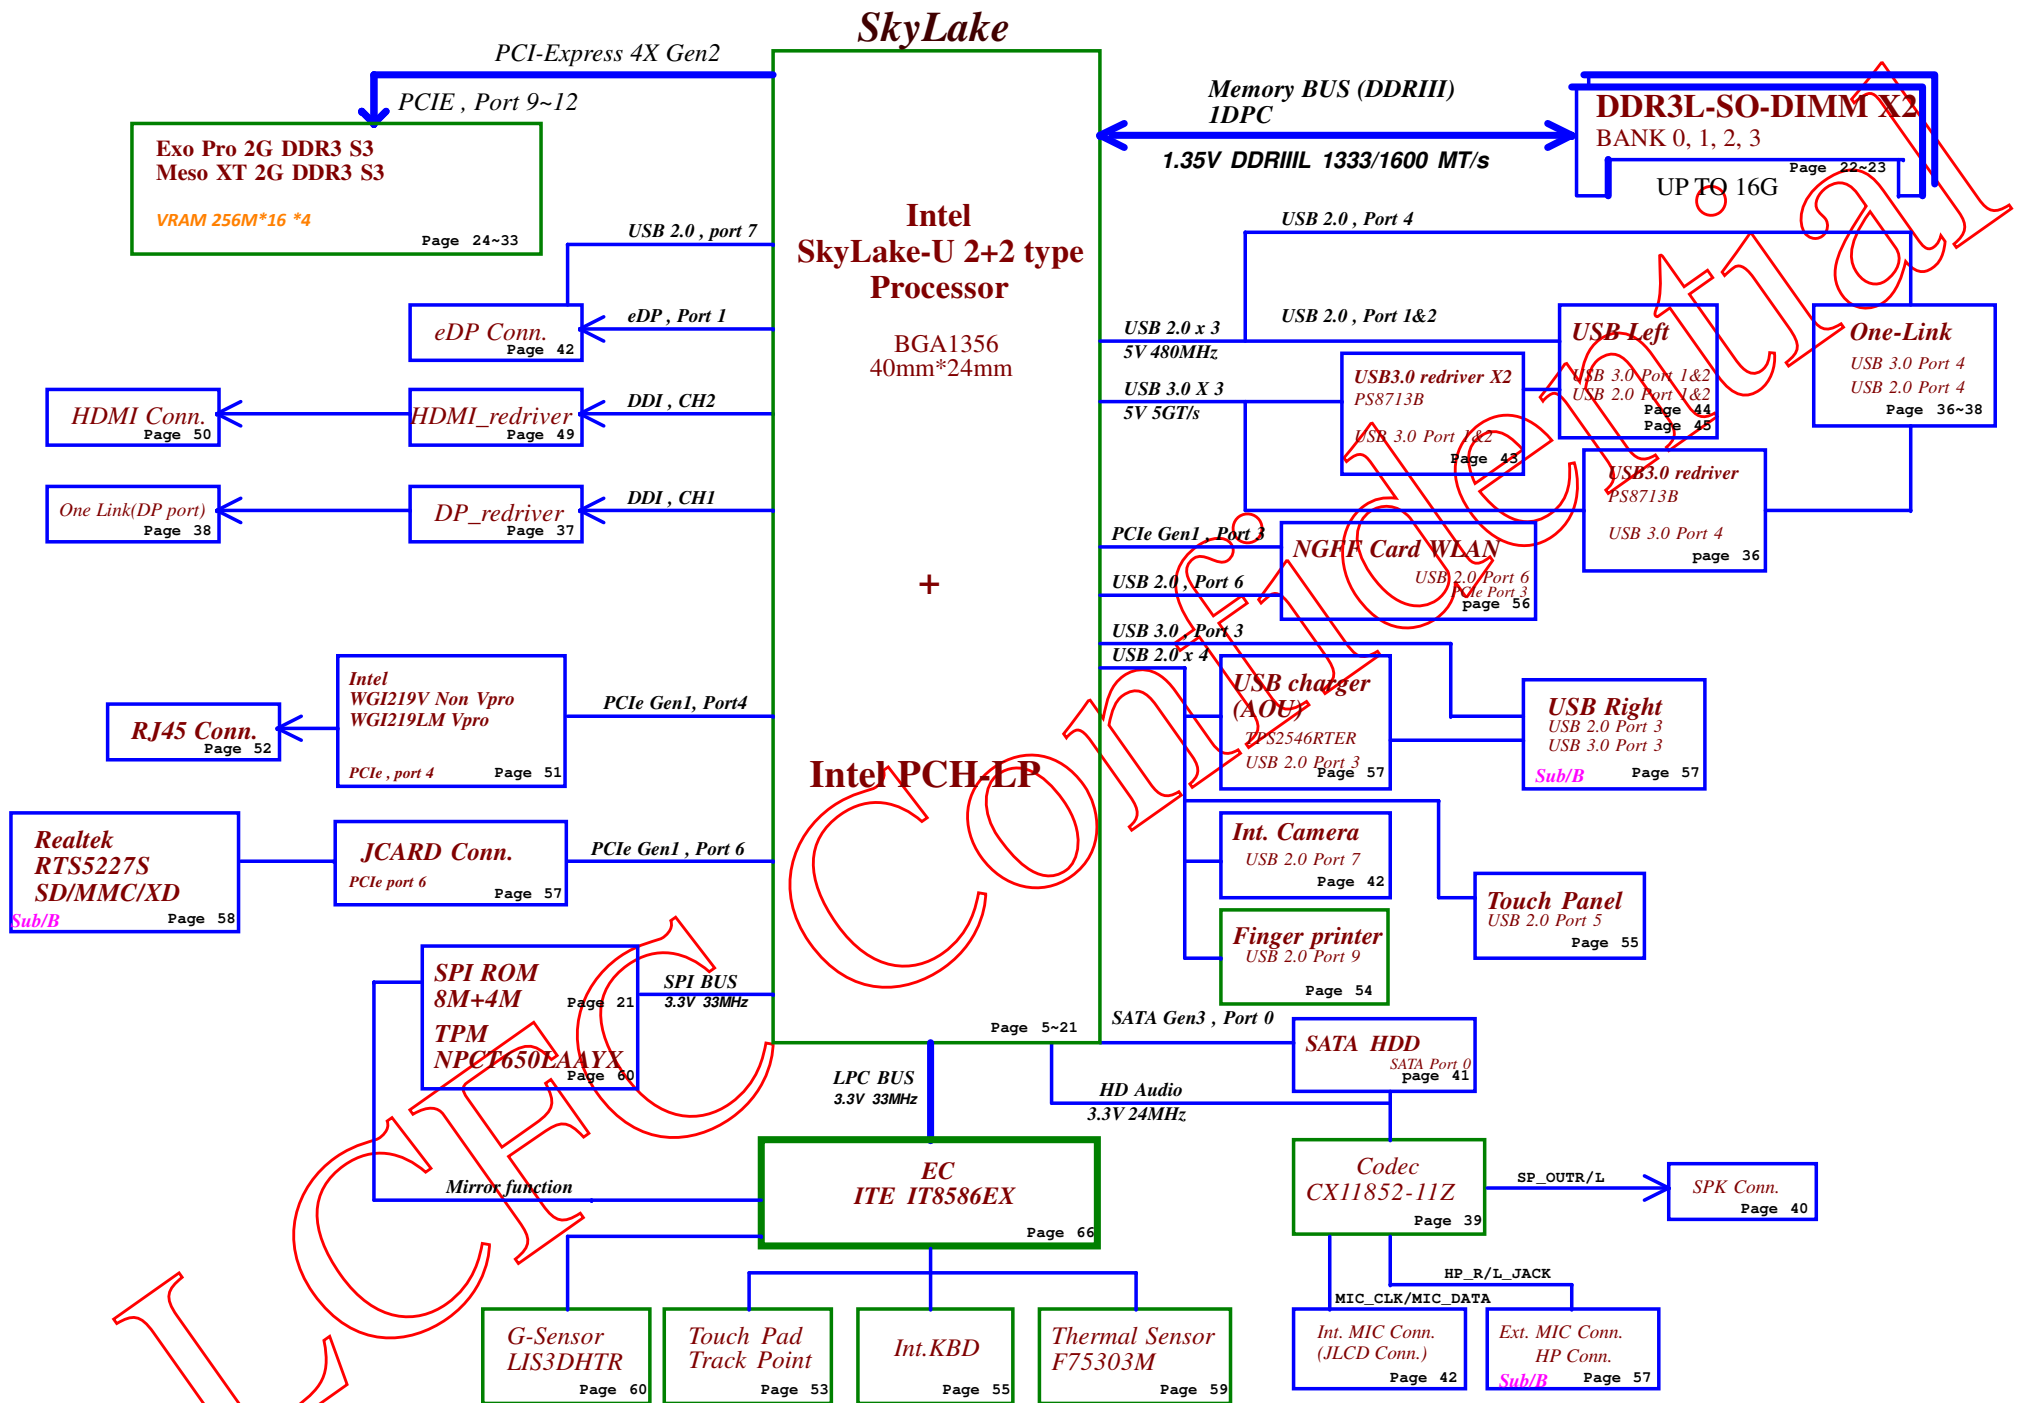 SkyLake
PCI-Express 4X Gen2
PCIE , Port 9~12
Exo Pro 2G DDR3 S3
Meso XT 2G DDR3 S3
VRAM 256M*16 *4
Page 24~33
USB 2.0 , port 7
eDP , Port 1
eDP Conn.
Page 42
HDMI Conn.
Page 50
HDMI_redriver
Page 49
DDI , CH2
One Link(DP port)
Page 38
DP_redriver
Page 37
DDI , CH1
Intel
WGI219V Non Vpro
WGI219LM Vpro
PCIe , port 4
Page 51
PCIe Gen1, Port4
RJ45 Conn.
Page 52
Realtek
RTS5227S
SD/MMC/XD
Sub/B
Page 58
JCARD Conn.
PCIe port 6
Page 57
PCIe Gen1 , Port 6
SPI ROM
8M+4M
Page 21
TPM
NPCT650LAAYX
Page 60
SPI BUS
3.3V 33MHz
Intel
SkyLake-U 2+2 type
Processor
BGA1356
40mm*24mm
+
Intel PCH-LP
Page 5~21
Memory BUS (DDRIII)
1DPC
1.35V DDRIIIL 1333/1600 MT/s
DDR3L-SO-DIMM X2
BANK 0, 1, 2, 3
Page 22~23
UP TO 16G
USB 2.0 , Port 4
USB 2.0 x 3
5V 480MHz
USB 2.0 , Port 1&2
USB 3.0 X 3
5V 5GT/s
USB3.0 redriver X2
PS8713B
USB 3.0 Port 1&2
Page 43
USB Left
USB 3.0 Port 1&2
USB 2.0 Port 1&2
Page 44
Page 45
One-Link
USB 3.0 Port 4
USB 2.0 Port 4
Page 36~38
USB3.0 redriver
PS8713B
USB 3.0 Port 4
page 36
PCIe Gen1 , Port 3
USB 2.0 , Port 6
NGFF Card WLAN
USB 2.0 Port 6
PCIe Port 3
page 56
USB 3.0 , Port 3
USB 2.0 x 4
USB charger
(AOU)
TPS2546RTER
USB 2.0 Port 3
Page 57
USB Right
USB 2.0 Port 3
USB 3.0 Port 3
Sub/B
Page 57
Int. Camera
USB 2.0 Port 7
Page 42
Touch Panel
USB 2.0 Port 5
Page 55
Finger printer
USB 2.0 Port 9
Page 54
SATA Gen3 , Port 0
SATA HDD
SATA Port 0
page 41
LPC BUS
3.3V 33MHz
HD Audio
3.3V 24MHz
Mirror function
EC
ITE IT8586EX
Page 66
Codec
CX11852-11Z
Page 39
SP_OUTR/L
SPK Conn.
Page 40
HP_R/L_JACK
MIC_CLK/MIC_DATA
G-Sensor
LIS3DHTR
Page 60
Touch Pad
Track Point
Page 53
Int.KBD
Page 55
Thermal Sensor
F75303M
Page 59
Int. MIC Conn.
(JLCD Conn.)
Page 42
Ext. MIC Conn.
HP Conn.
Sub/B
Page 57
LCFC Confidential